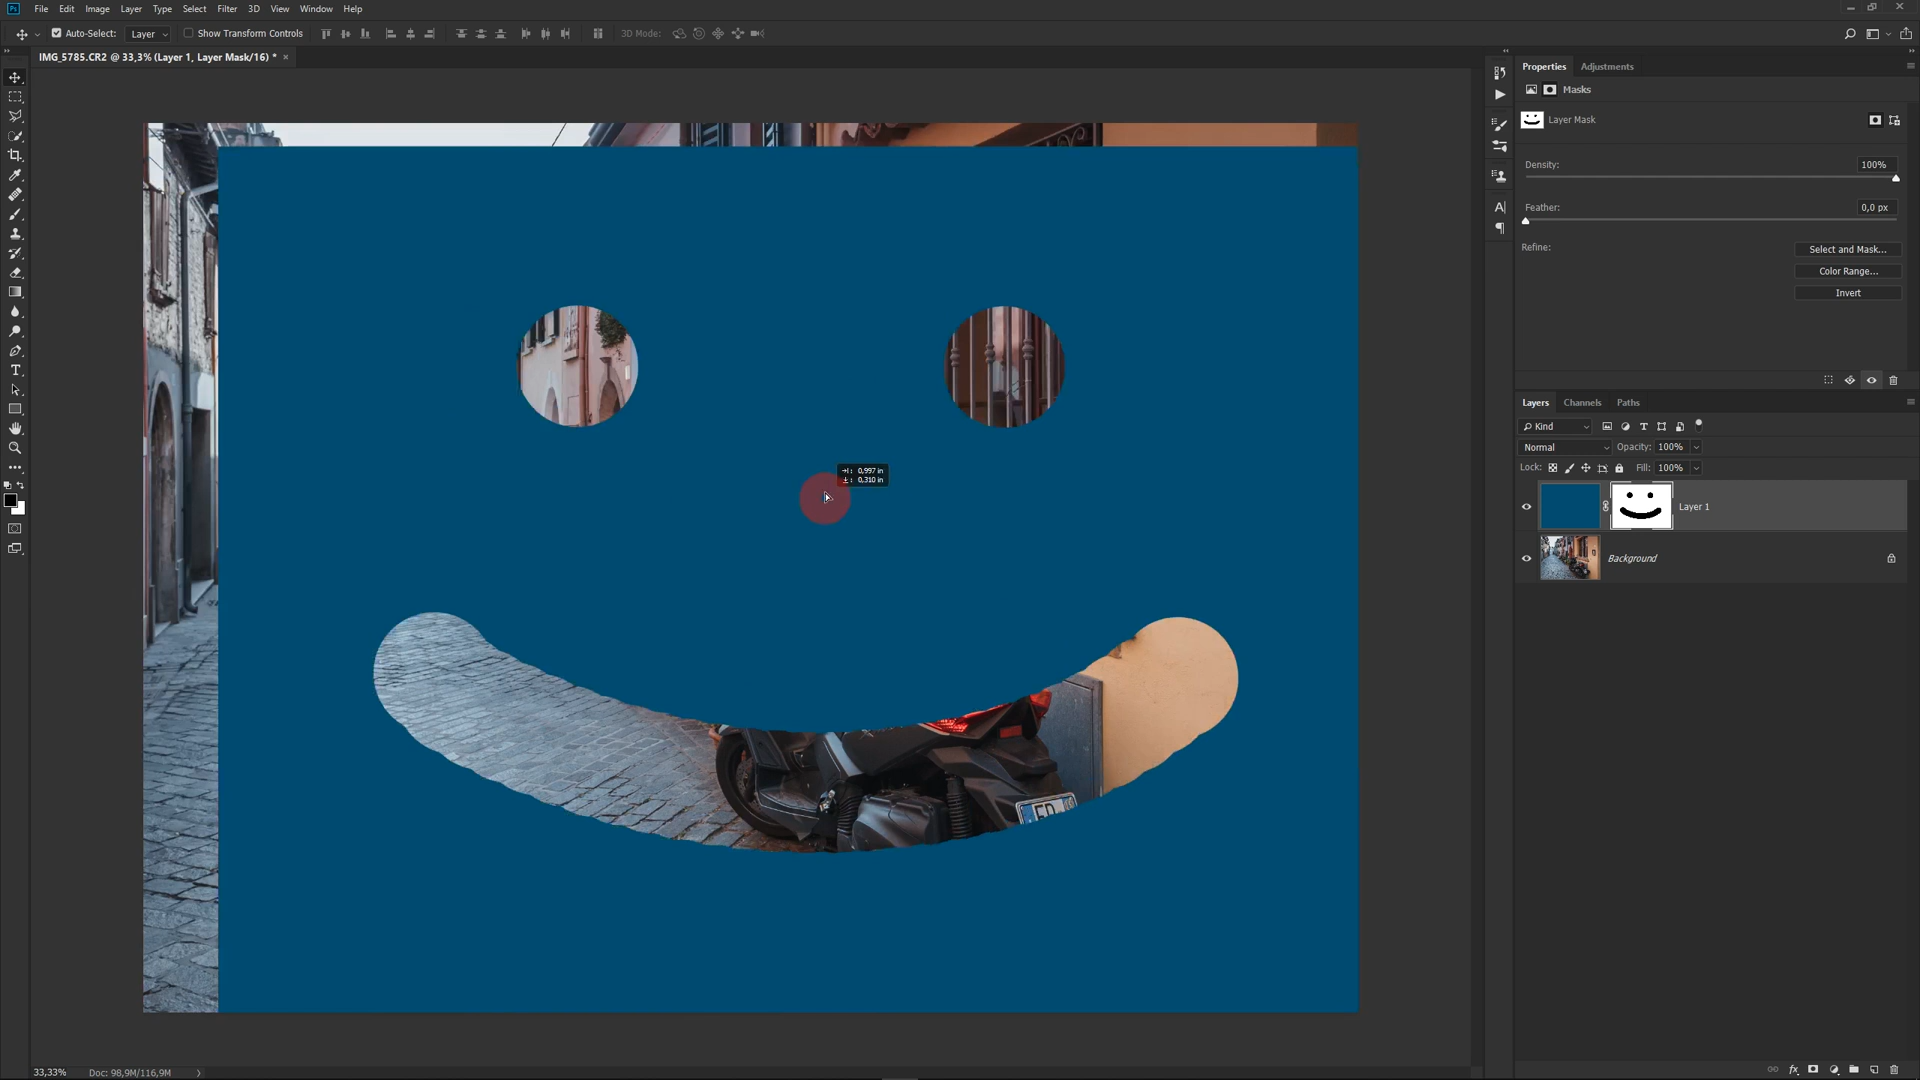 Ps File Edit Image Layer Type Select Filter 3D View Window Help
Auto-Select: Layer Show Transform Controls 3D Mode:
IMG_5785.CR2 @ 33,3% (Layer 1, Layer Mask/16) * ×
Properties Adjustments
Masks
Layer Mask
Density: 100%
Feather: 0,0 px
Refine: Select and Mask...
Color Range...
Invert
Layers Channels Paths
Kind
Normal Opacity: 100%
Lock: Fill: 100%
0,997 in
0,310 in
Layer 1
Background
33,33% Doc: 98,9M/116,9M